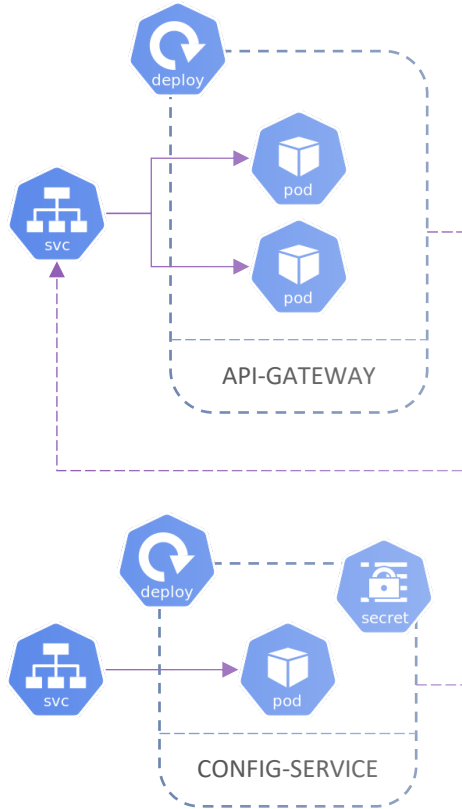 deploy
pod
svc
pod
API-GATEWAY
deploy
secret
svc
pod
CONFIG-SERVICE